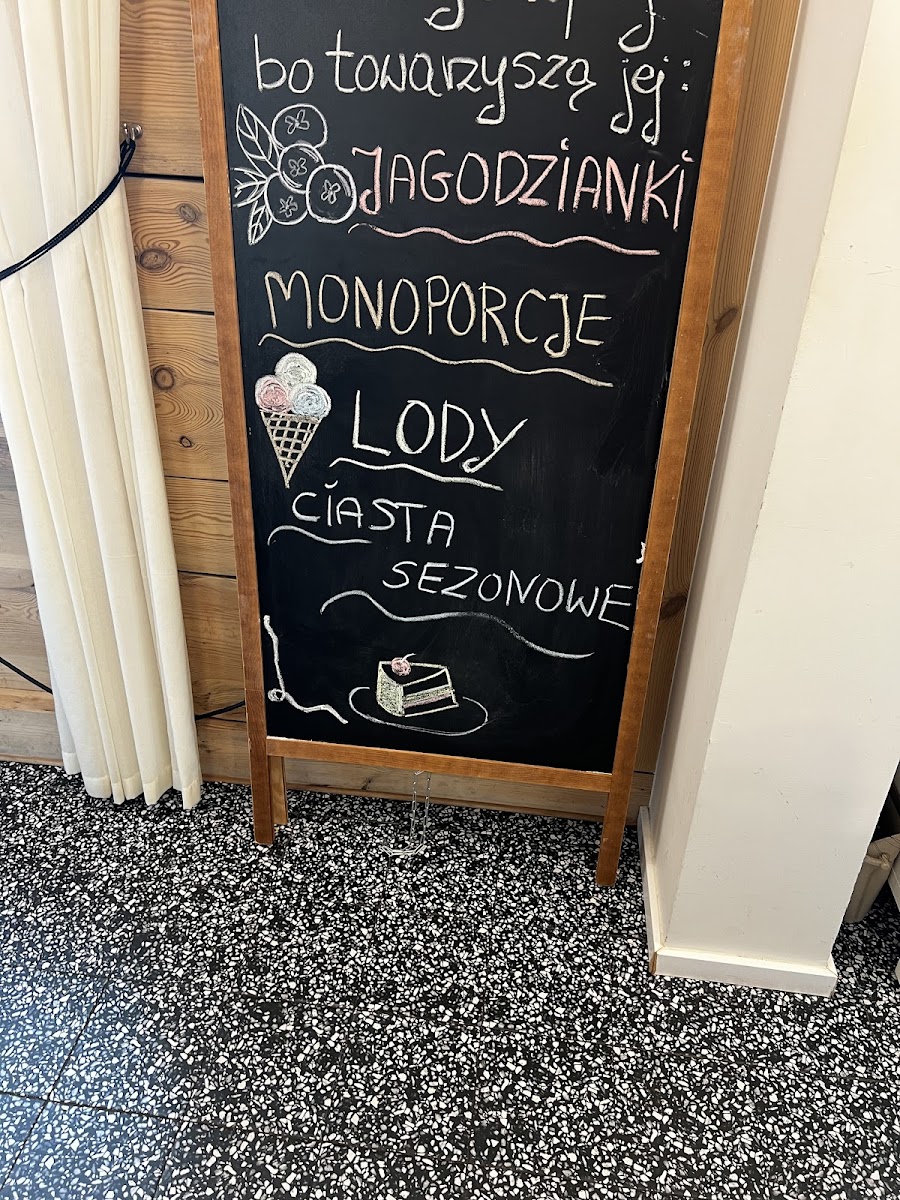 bo towarzyszą jej:
JAGODZIANKI
MONOPORCJE
LODY
CIASTA
SEZONOWE